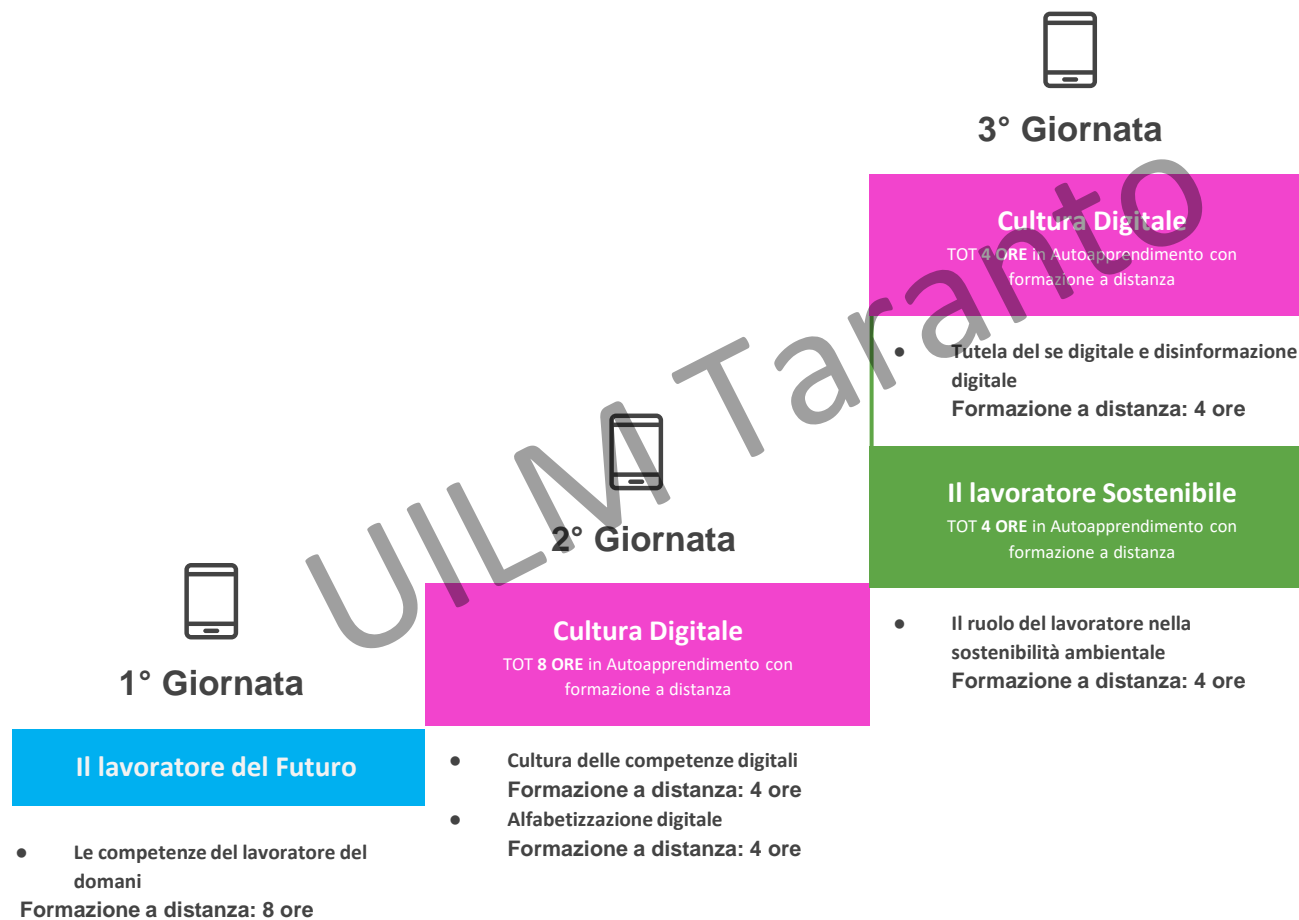 1° Giornata
Il lavoratore del Futuro
● Le competenze del lavoratore del
domani
Formazione a distanza: 8 ore
2° Giornata
Cultura Digitale
TOT 8 ORE in Autoapprendimento con
formazione a distanza
● Cultura delle competenze digitali
Formazione a distanza: 4 ore
● Alfabetizzazione digitale
Formazione a distanza: 4 ore
3° Giornata
Cultura Digitale
TOT 4 ORE in Autoapprendimento con
formazione a distanza
● Tutela del se digitale e disinformazione
digitale
Formazione a distanza: 4 ore
Il lavoratore Sostenibile
TOT 4 ORE in Autoapprendimento con
formazione a distanza
● Il ruolo del lavoratore nella
sostenibilità ambientale
Formazione a distanza: 4 ore
UILM Taranto